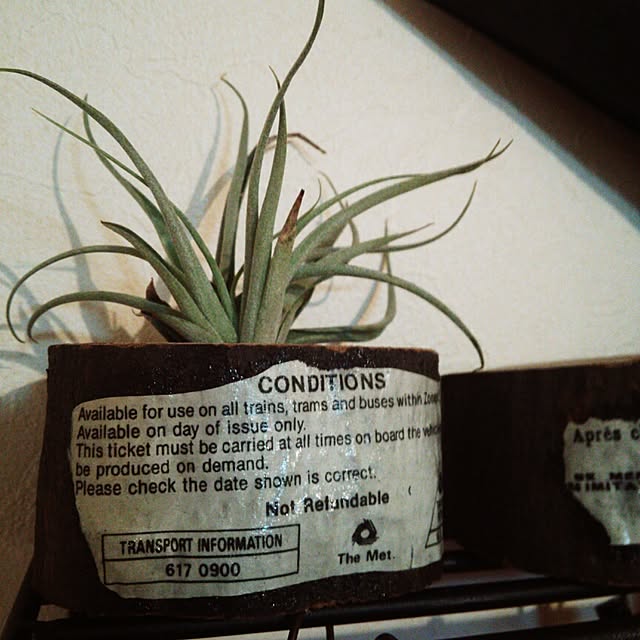 CONDITIONS
Available for use on all trains, trams and buses within
Available on day of issue only.
This ticket must be carried at all times on board the
be produced on demand.
Please check the date shown is correct.
Not Refundable
TRANSPORT INFORMATION
617 0900
The Met.
Après